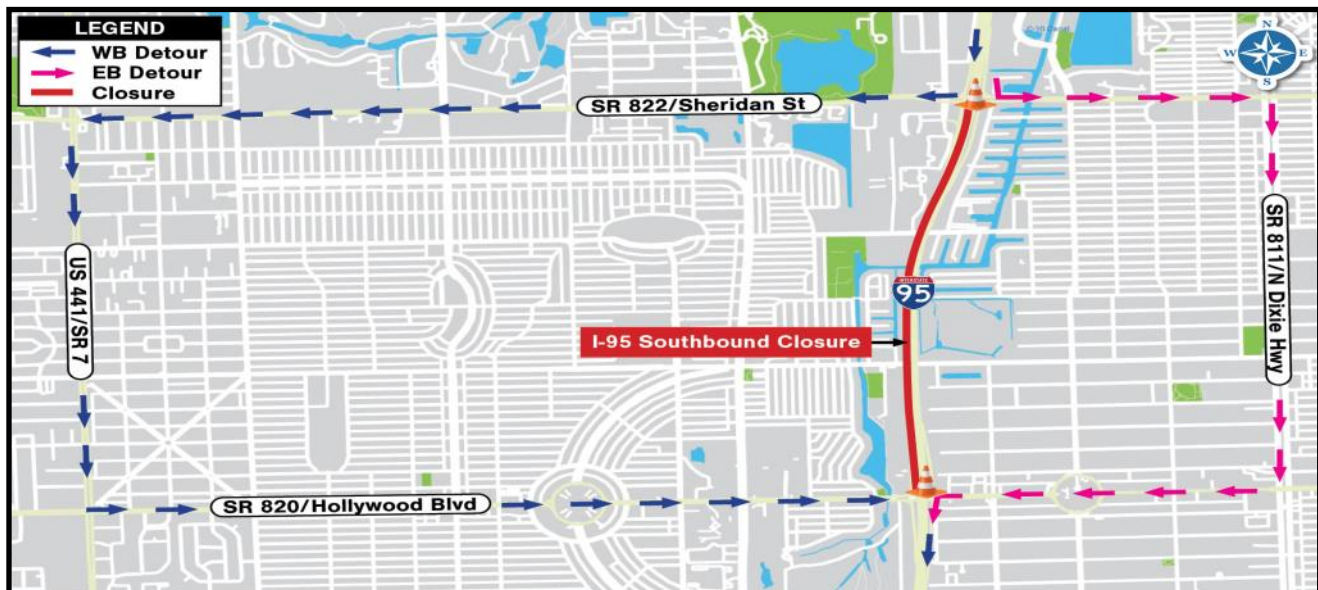 LEGEND
WB Detour
EB Detour
Closure
N
W
E
S
SR 822/Sheridan St
US 441/SR 7
SR 811/N Dixie Hwy
INTERSTATE
95
I-95 Southbound Closure
SR 820/Hollywood Blvd